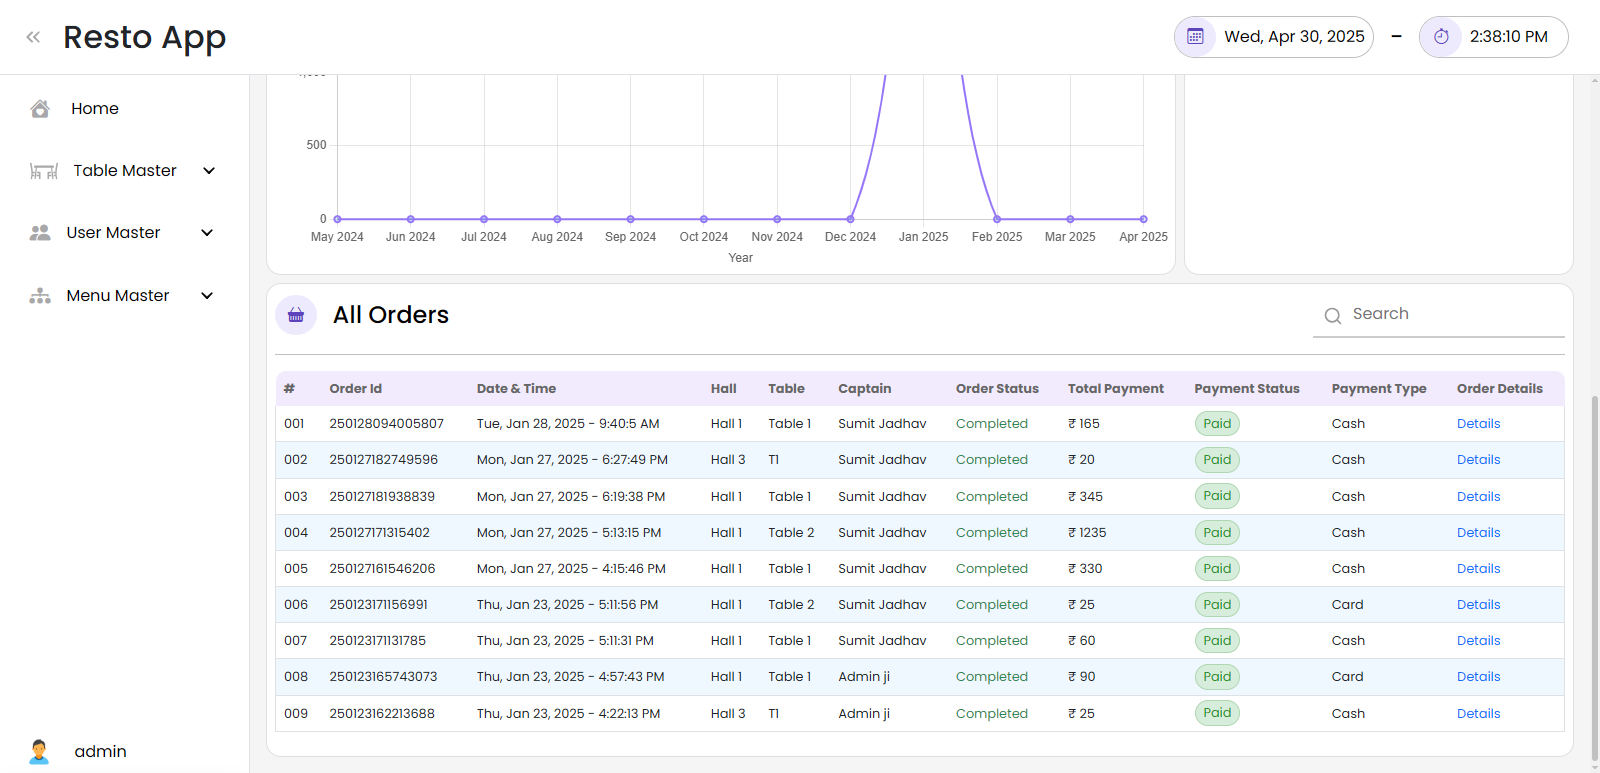 Resto App
Wed, Apr 30, 2025 – 2:38:10 PM
Home
Table Master
User Master
Menu Master
admin
500
0
May 2024 Jun 2024 Jul 2024 Aug 2024 Sep 2024 Oct 2024 Nov 2024 Dec 2024 Jan 2025 Feb 2025 Mar 2025 Apr 2025
Year
All Orders
Search
# Order Id Date & Time Hall Table Captain Order Status Total Payment Payment Status Payment Type Order Details
001 250128094005807 Tue, Jan 28, 2025 - 9:40:5 AM Hall 1 Table 1 Sumit Jadhav Completed ₹ 165 Paid Cash Details
002 250127182749596 Mon, Jan 27, 2025 - 6:27:49 PM Hall 3 T1 Sumit Jadhav Completed ₹ 20 Paid Cash Details
003 250127181938839 Mon, Jan 27, 2025 - 6:19:38 PM Hall 1 Table 1 Sumit Jadhav Completed ₹ 345 Paid Cash Details
004 250127171315402 Mon, Jan 27, 2025 - 5:13:15 PM Hall 1 Table 2 Sumit Jadhav Completed ₹ 1235 Paid Cash Details
005 250127161546206 Mon, Jan 27, 2025 - 4:15:46 PM Hall 1 Table 1 Sumit Jadhav Completed ₹ 330 Paid Cash Details
006 250123171156991 Thu, Jan 23, 2025 - 5:11:56 PM Hall 1 Table 2 Sumit Jadhav Completed ₹ 25 Paid Card Details
007 250123171131785 Thu, Jan 23, 2025 - 5:11:31 PM Hall 1 Table 1 Sumit Jadhav Completed ₹ 60 Paid Cash Details
008 250123165743073 Thu, Jan 23, 2025 - 4:57:43 PM Hall 1 Table 1 Admin ji Completed ₹ 90 Paid Card Details
009 250123162213688 Thu, Jan 23, 2025 - 4:22:13 PM Hall 3 T1 Admin ji Completed ₹ 25 Paid Cash Details